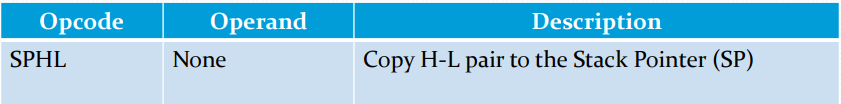 Opcode Operand Description
SPHL None Copy H-L pair to the Stack Pointer (SP)